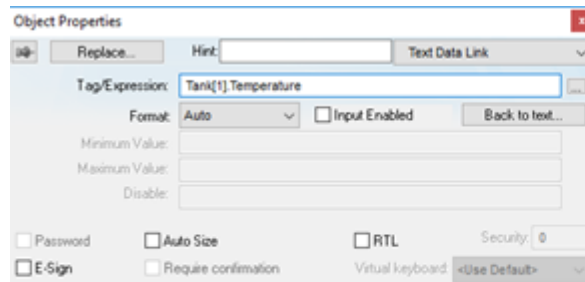 Object Properties
Replace... Hint: Text Data Link
Tag/Expression: Tank[1].Temperature ...
Format: Auto Input Enabled Back to text...
Minimum Value:
Maximum Value:
Disable:
Password Auto Size RTL Security: 0
E-Sign Require confirmation Virtual keyboard: <Use Default>